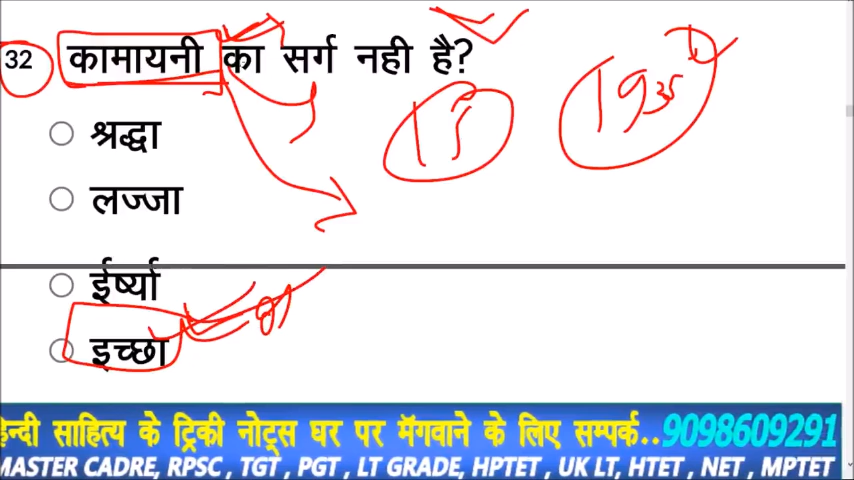 32 कामायनी का सर्ग नही है?
श्रद्धा
लज्जा
ईर्ष्या
इच्छा
हिन्दी साहित्य के ट्रिकी नोट्स घर पर मॅगवाने के लिए सम्पर्क..9098609291
MASTER CADRE, RPSC , TGT , PGT , LT GRADE, HPTET , UK LT, HTET , NET , MPTET